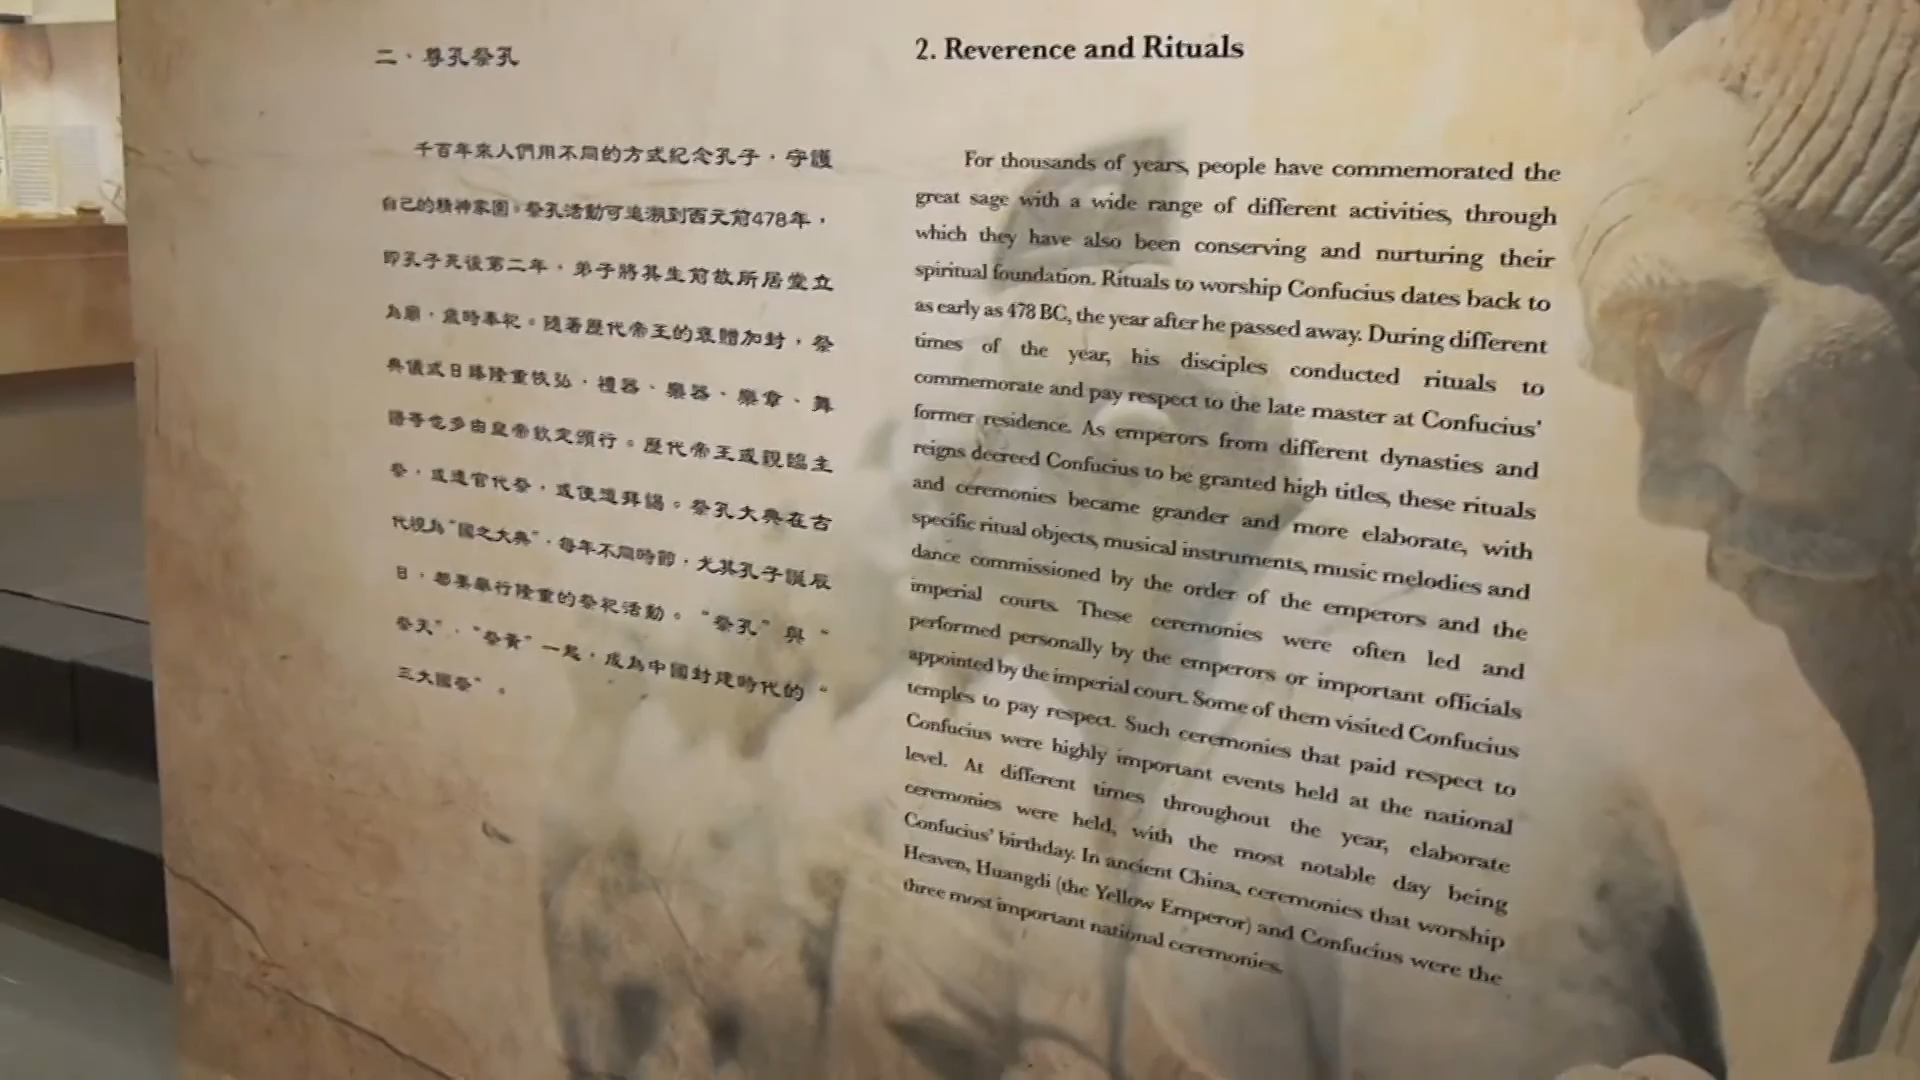 二、尊孔祭孔
千百年來人們用不同的方式紀念孔子，守護
自己的精神家園。祭孔活動可追溯到西元前478年，
即孔子死後第二年，弟子將其生前故所居堂立
為廟，歲時奉祀。隨著歷代帝王的褒贈加封，祭
典儀式日臻隆重恢弘，禮器、樂器、樂章、舞
譜等也多由皇帝欽定頒行。歷代帝王或親臨主
祭，或遣官代祭，或便道拜謁。祭孔大典在古
代視為“國之大典”，每年不同時節，尤其孔子誕辰
日，都要舉行隆重的祭祀活動。“祭孔”與“
祭天”、“祭黃”一起，成為中國封建時代的“
三大國祭”。
2. Reverence and Rituals
For thousands of years, people have commemorated the
great sage with a wide range of different activities, through
which they have also been conserving and nurturing their
spiritual foundation. Rituals to worship Confucius dates back to
as early as 478 BC, the year after he passed away. During different
times of the year, his disciples conducted rituals to
commemorate and pay respect to the late master at Confucius'
former residence. As emperors from different dynasties and
reigns decreed Confucius to be granted high titles, these rituals
and ceremonies became grander and more elaborate, with
specific ritual objects, musical instruments, music melodies and
dance commissioned by the order of the emperors and the
imperial courts. These ceremonies were often led and
performed personally by the emperors or important officials
appointed by the imperial court. Some of them visited Confucius
temples to pay respect. Such ceremonies that paid respect to
Confucius were highly important events held at the national
level. At different times throughout the year, elaborate
ceremonies were held, with the most notable day being
Confucius' birthday. In ancient China, ceremonies that worship
Heaven, Huangdi (the Yellow Emperor) and Confucius were the
three most important national ceremonies.